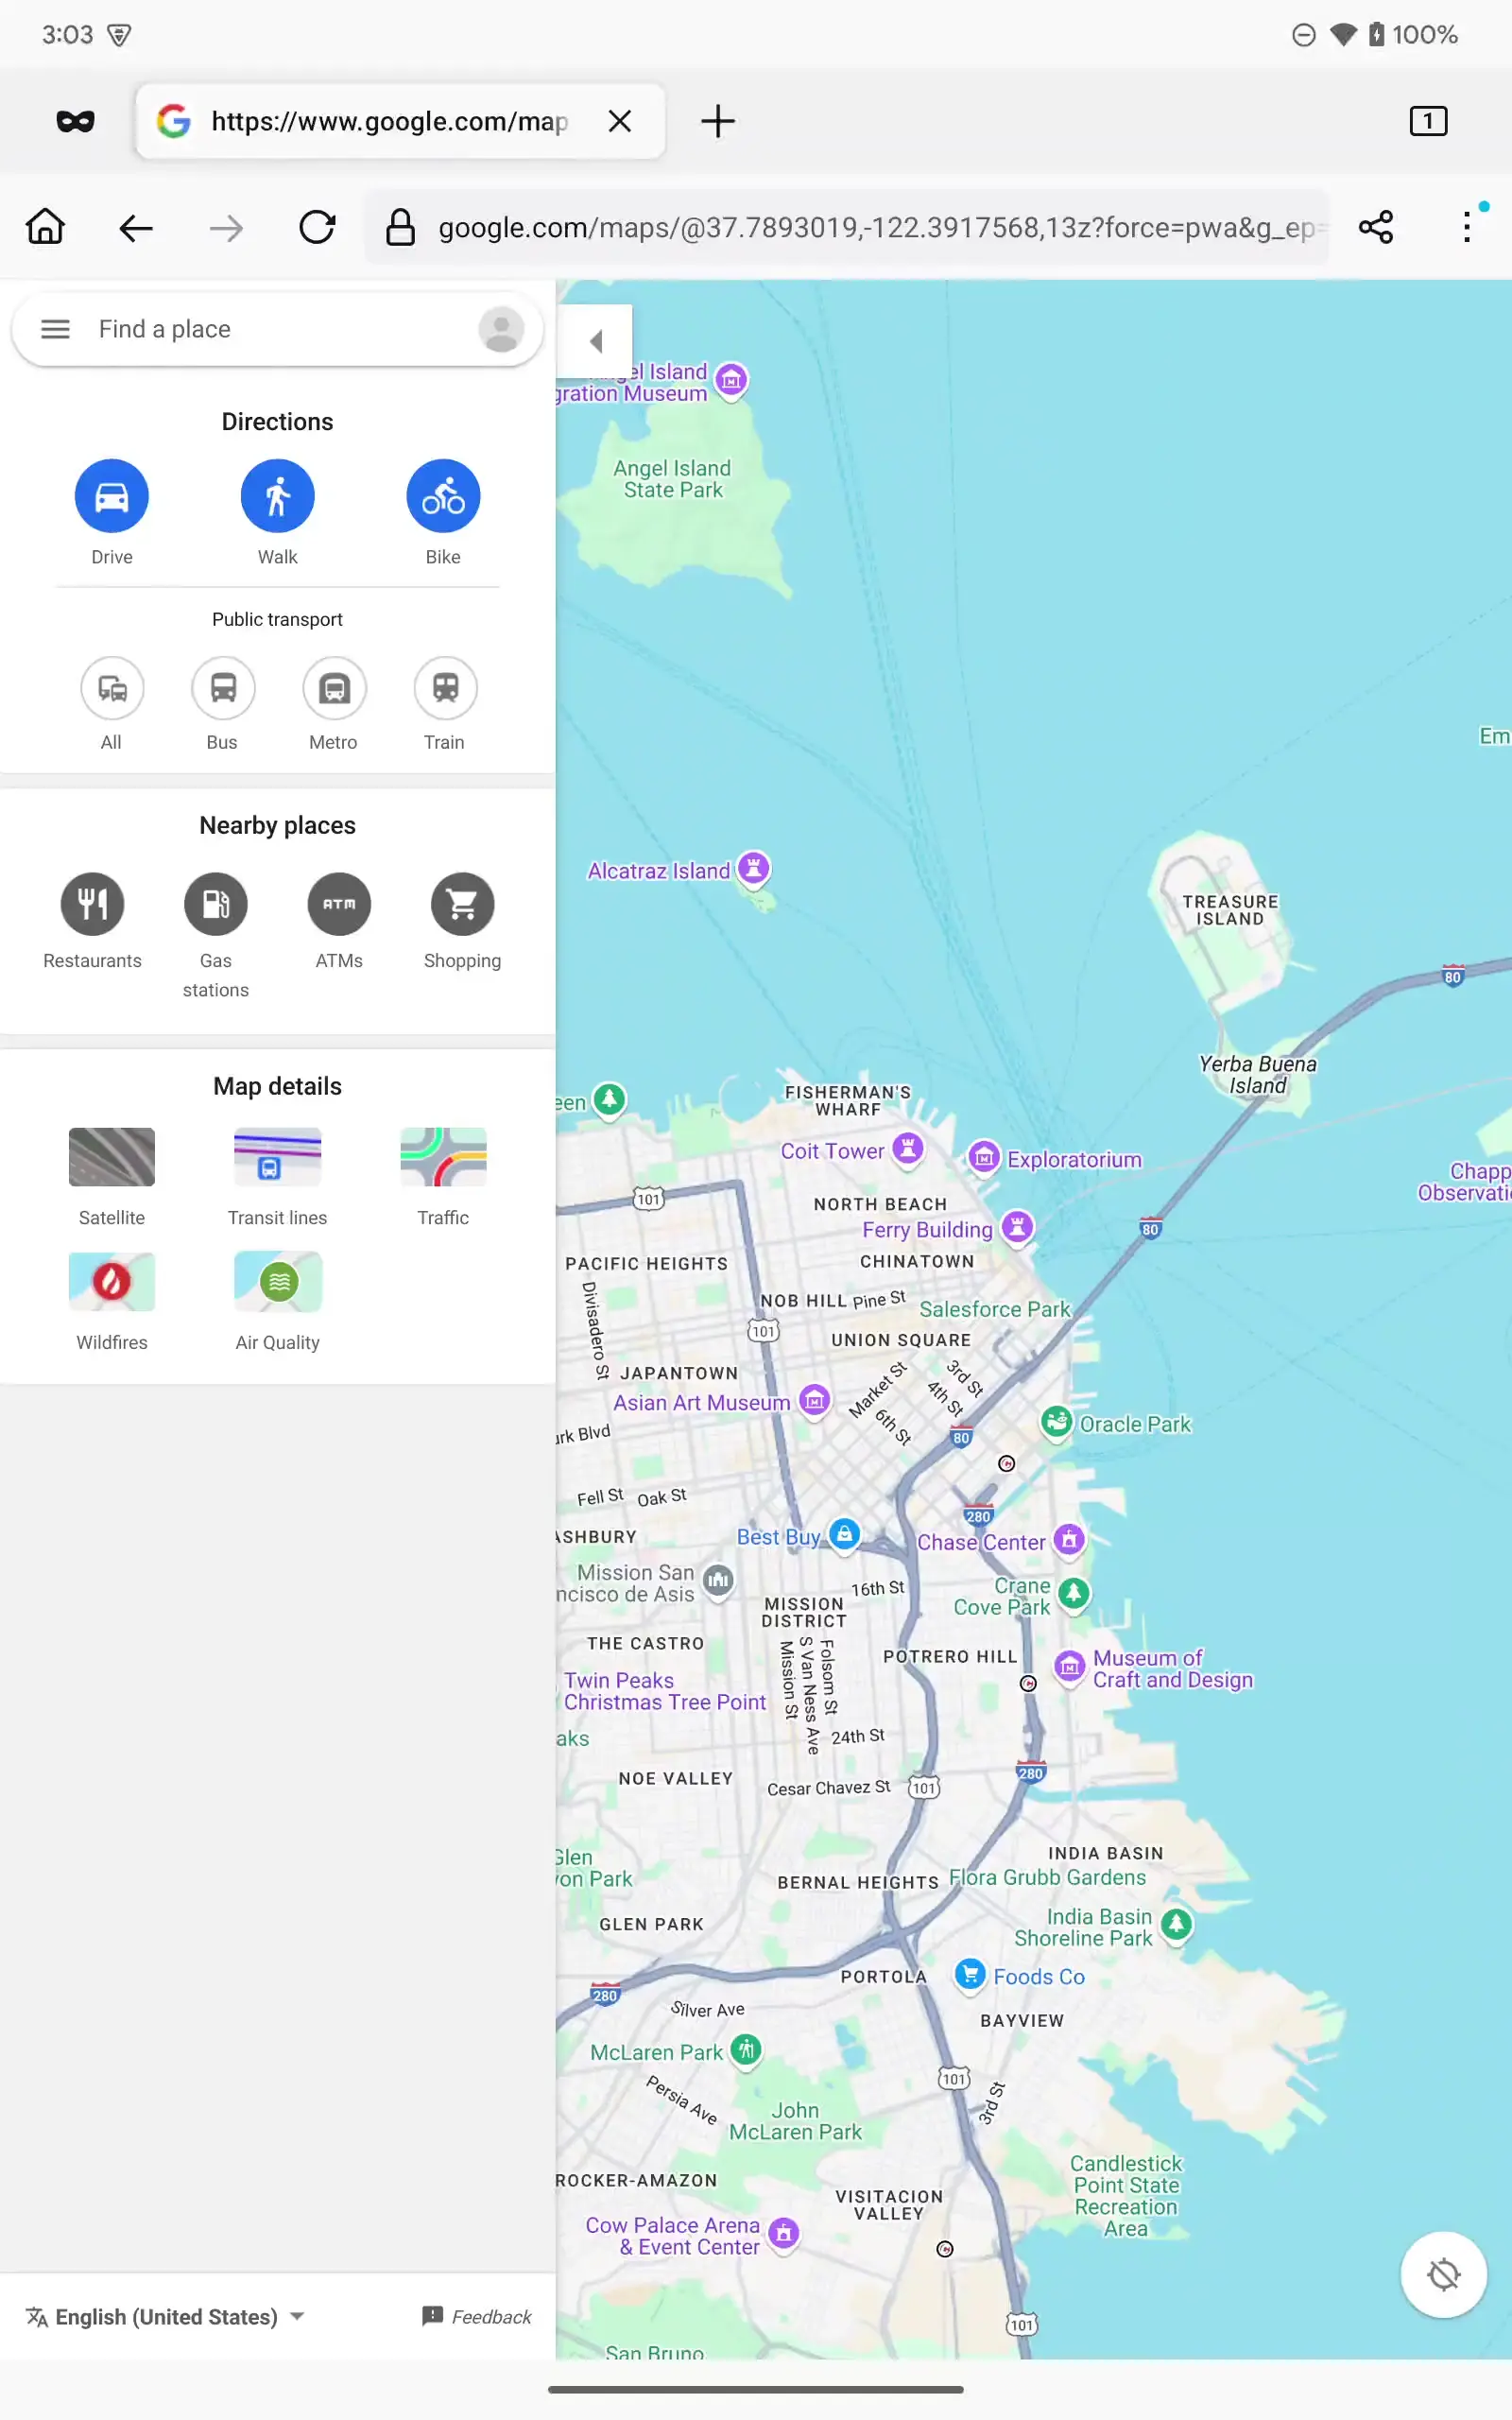 3:03
100%
https://www.google.com/map
1
google.com/maps/@37.7893019,-122.3917568,13z?force=pwa&g_ep=
Find a place
Directions
Drive
Walk
Bike
Public transport
All
Bus
Metro
Train
Nearby places
Restaurants
Gas
stations
ATM
ATMs
Shopping
Map details
Satellite
Transit lines
Traffic
Wildfires
Air Quality
English (United States)
Feedback
gel Island
gration Museum
Angel Island
State Park
Em
Alcatraz Island
TREASURE
ISLAND
80
Yerba Buena
Island
een
FISHERMAN'S
WHARF
Coit Tower
Exploratorium
Chapp
Observati
101
NORTH BEACH
Ferry Building
80
PACIFIC HEIGHTS
CHINATOWN
Divisadero St
NOB HILL
Pine St
Salesforce Park
101
UNION SQUARE
JAPANTOWN
Market St
3rd St
4th St
6th St
Asian Art Museum
Oracle Park
urk Blvd
80
Fell St
Oak St
280
ASHBURY
Best Buy
Chase Center
Mission San
ncisco de Asis
16th St
Crane
Cove Park
MISSION
DISTRICT
THE CASTRO
POTRERO HILL
Museum of
Craft and Design
Twin Peaks
Christmas Tree Point
Mission St
S Van Ness Ave
Folsom St
aks
24th St
NOE VALLEY
Cesar Chavez St
101
280
INDIA BASIN
Glen
yon Park
BERNAL HEIGHTS
Flora Grubb Gardens
GLEN PARK
India Basin
Shoreline Park
PORTOLA
Foods Co
280
Silver Ave
BAYVIEW
McLaren Park
101
3rd St
Persia Ave
John
McLaren Park
ROCKER-AMAZON
Candlestick
Point State
Recreation
Area
VISITACION
VALLEY
Cow Palace Arena
& Event Center
101
San Bruno